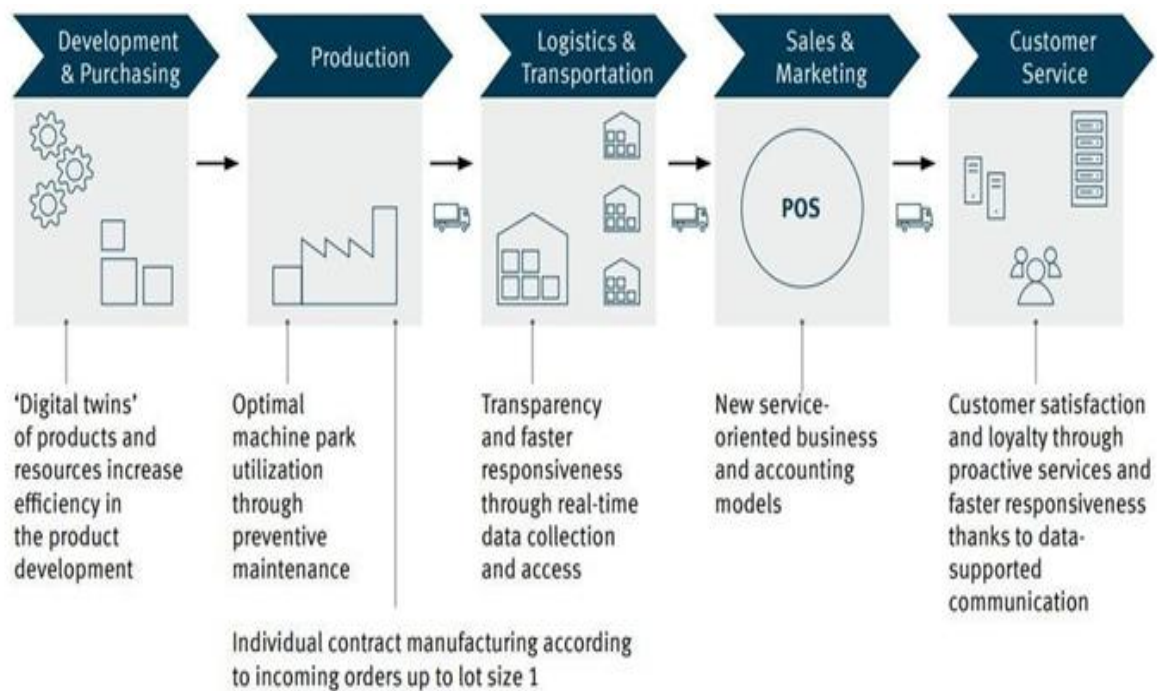 Development
& Purchasing
Production
Logistics &
Transportation
Sales &
Marketing
Customer
Service
POS
‘Digital twins’
of products and
resources increase
efficiency in
the product
development
Optimal
machine park
utilization
through
preventive
maintenance
Individual contract manufacturing according
to incoming orders up to lot size 1
Transparency
and faster
responsiveness
through real-time
data collection
and access
New service-
oriented business
and accounting
models
Customer satisfaction
and loyalty through
proactive services and
faster responsiveness
thanks to data-
supported
communication